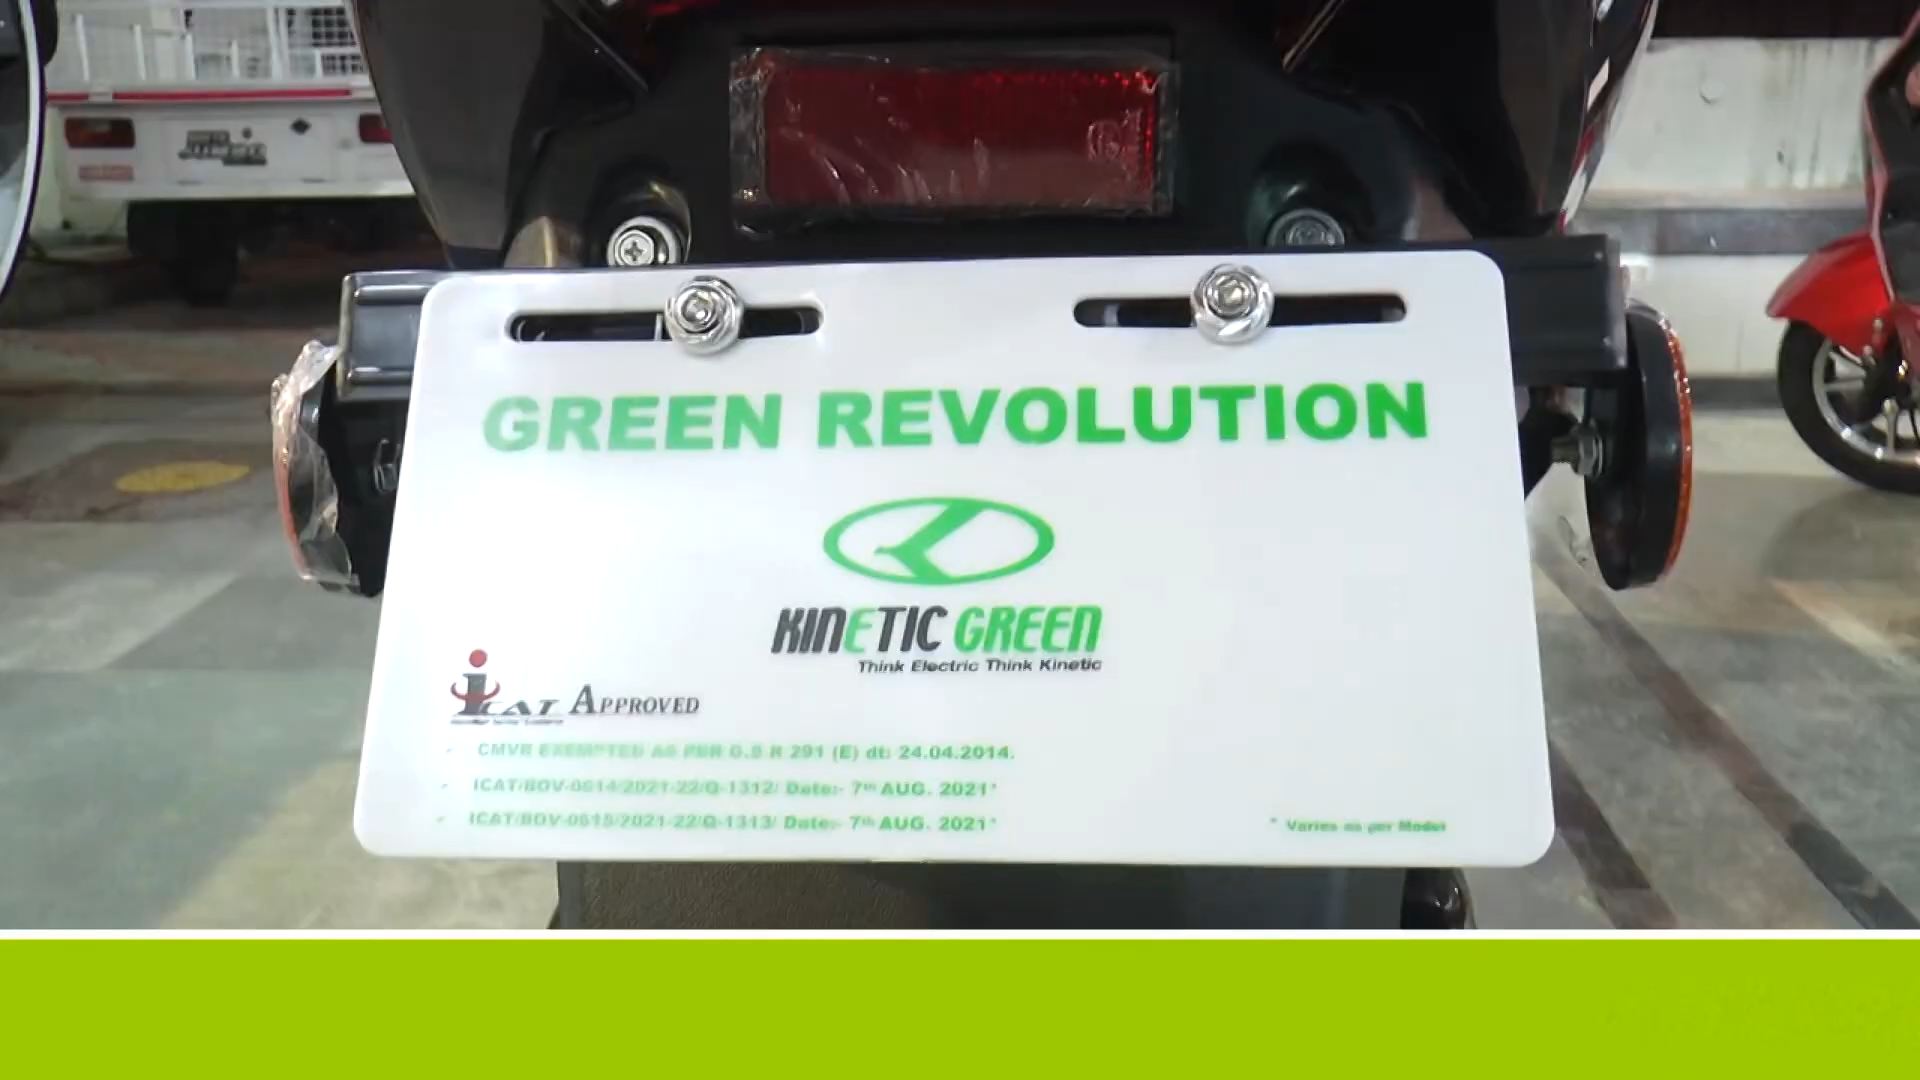 GREEN REVOLUTION
KINETIC GREEN
Think Electric Think Kinetic
iCAT APPROVED
CMVR EXEMPTED AS PER G.S R 291 (E) dt: 24.04.2014.
ICAT/BOV-0614/2021-22/Q-1312/ Date:- 7th AUG. 2021*
ICAT/BOV-0615/2021-22/Q-1313/ Date:- 7th AUG. 2021*
* Varies as per Model